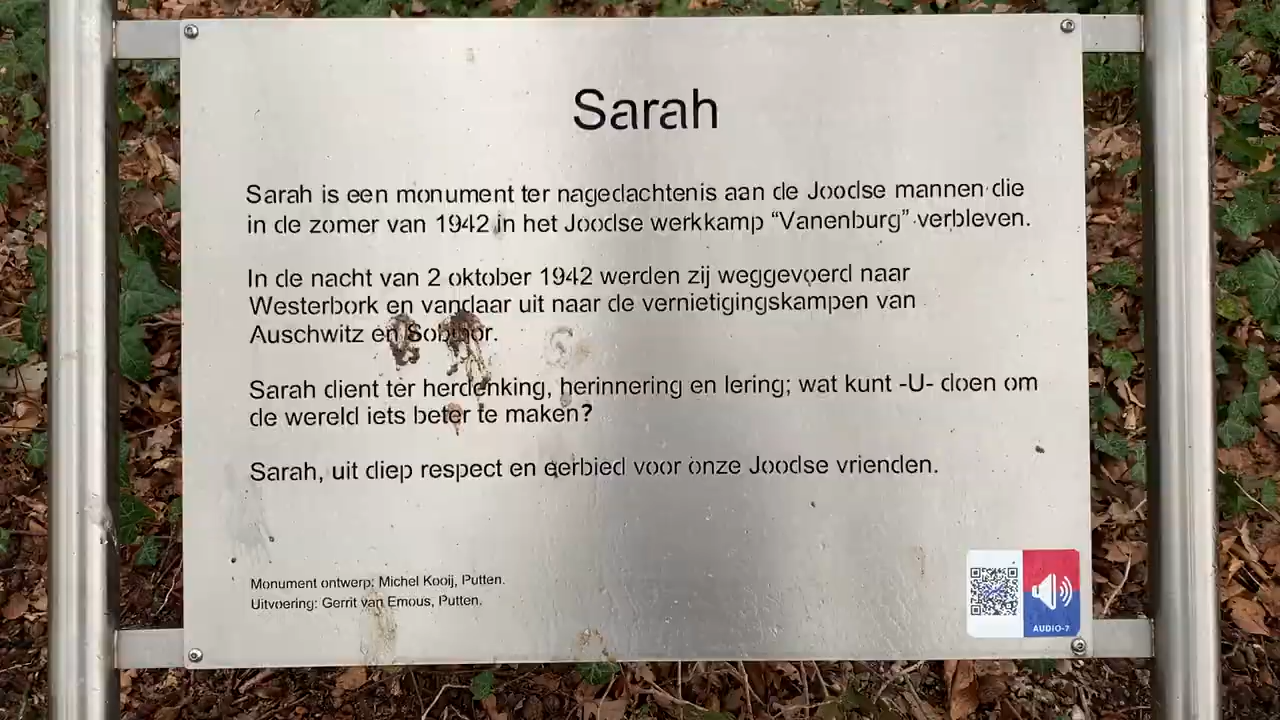 Sarah
Sarah is een monument ter nagedachtenis aan de Joodse mannen die
in de zomer van 1942 in het Joodse werkkamp “Vanenburg” verbleven.
In de nacht van 2 oktober 1942 werden zij weggevoerd naar
Westerbork en vandaar uit naar de vernietigingskampen van
Auschwitz en Sobibor.
Sarah dient ter herdenking, herinnering en lering; wat kunt -U- doen om
de wereld iets beter te maken?
Sarah, uit diep respect en eerbied voor onze Joodse vrienden.
Monument ontwerp: Michel Kooij, Putten.
Uitvoering: Gerrit van Emous, Putten.
AUDIO-7